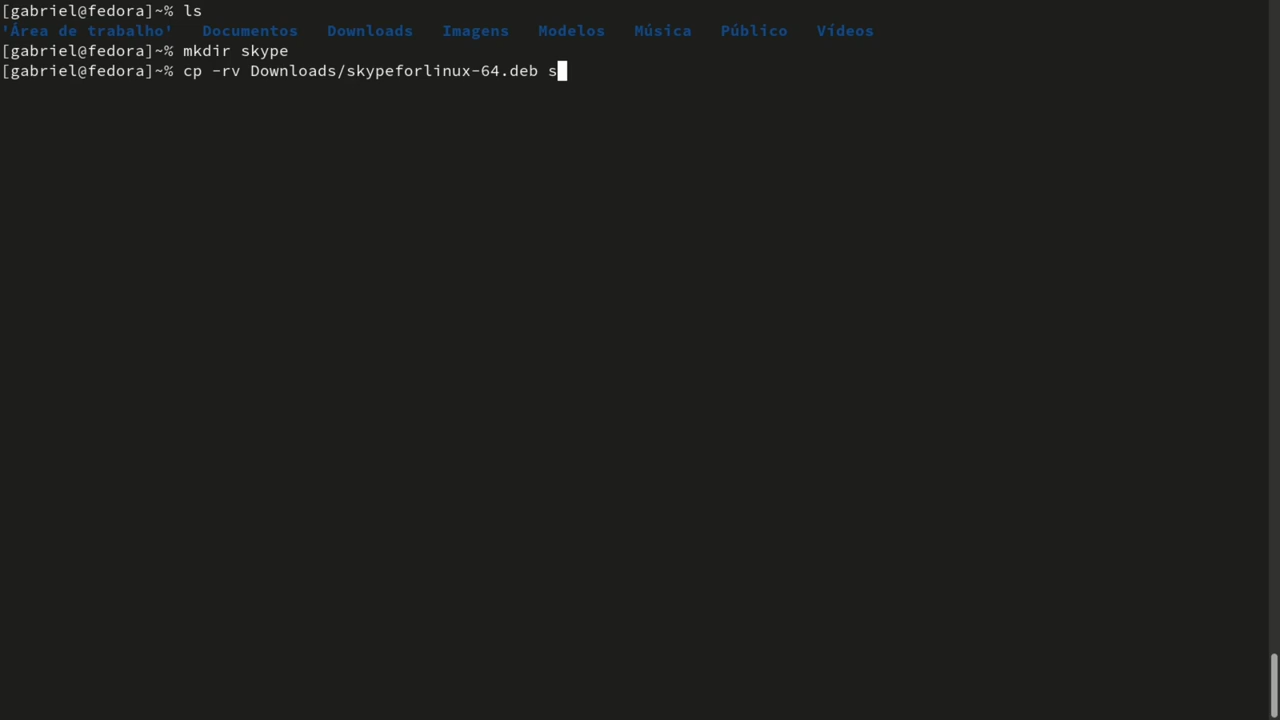 [gabriel@fedora]~% ls
'Área de trabalho'   Documentos   Downloads   Imagens   Modelos   Música   Público   Vídeos
[gabriel@fedora]~% mkdir skype
[gabriel@fedora]~% cp -rv Downloads/skypeforlinux-64.deb s